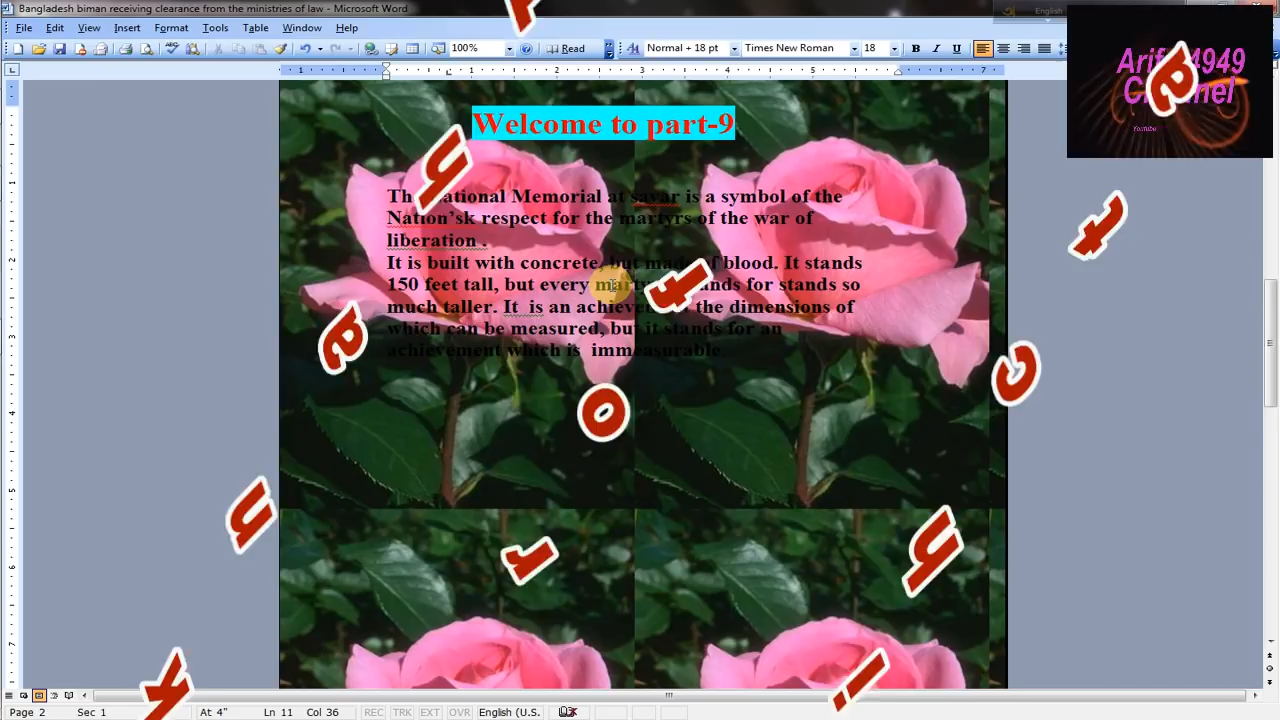 Bangladesh biman receiving clearance from the ministries of law - Microsoft Word
English
File Edit View Insert Format Tools Table Window Help
100% Read Normal + 18 pt Times New Roman 18 B I U
Arif 4949
Channel
Youtube
Welcome to part-9
National Memorial at savar is a symbol of the
Nation'sk respect for the martyrs of the war of
liberation .
It is built with concrete, but made of blood. It stands
150 feet tall, but every stands for stands so
much taller. It is an the dimensions of
which can be measured, but it stands for an
achievement which is immeasurable
Page 2 Sec 1 At 4" Ln 11 Col 36 REC TRK EXT OVR English (U.S.